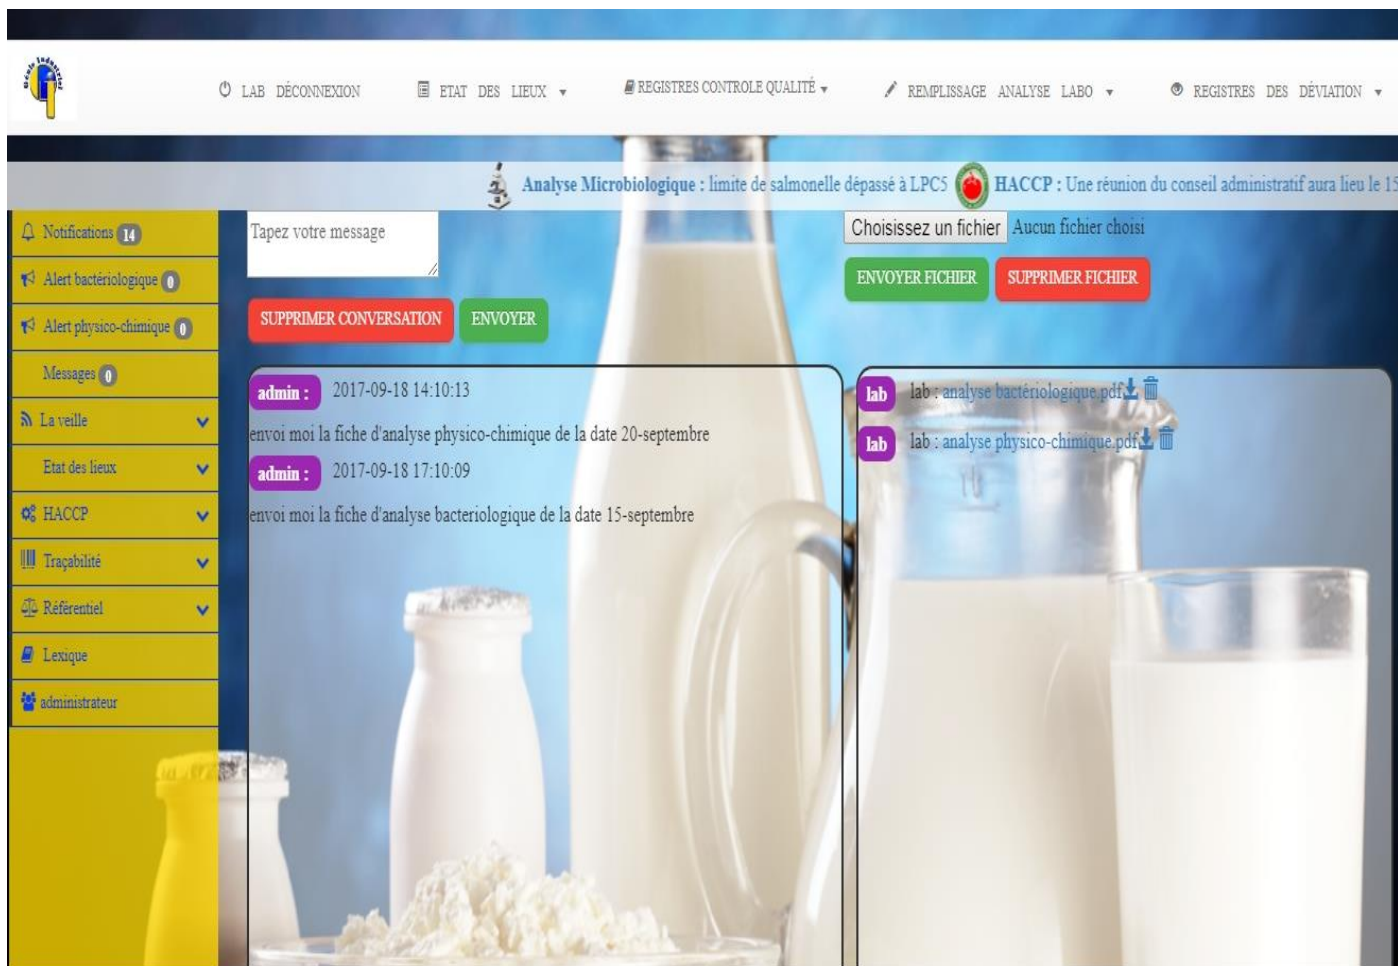 LAB DÉCONNEXION
ETAT DES LIEUX
REGISTRES CONTROLE QUALITÉ
REMPLISSAGE ANALYSE LABO
REGISTRES DES DÉVIATION
Analyse Microbiologique : limite de salmonelle dépassé à LPC5 HACCP : Une réunion du conseil administratif aura lieu le 15
Notifications 14
Alert bactériologique 0
Alert physico-chimique 0
Messages 0
La veille
Etat des lieux
HACCP
Traçabilité
Référentiel
Lexique
administrateur
Tapez votre message
SUPPRIMER CONVERSATION ENVOYER
Choisissez un fichier Aucun fichier choisi
ENVOYER FICHIER SUPPRIMER FICHIER
admin : 2017-09-18 14:10:13
envoi moi la fiche d'analyse physico-chimique de la date 20-septembre
admin : 2017-09-18 17:10:09
envoi moi la fiche d'analyse bacteriologique de la date 15-septembre
lab lab : analyse bactériologique.pdf
lab lab : analyse physico-chimique.pdf